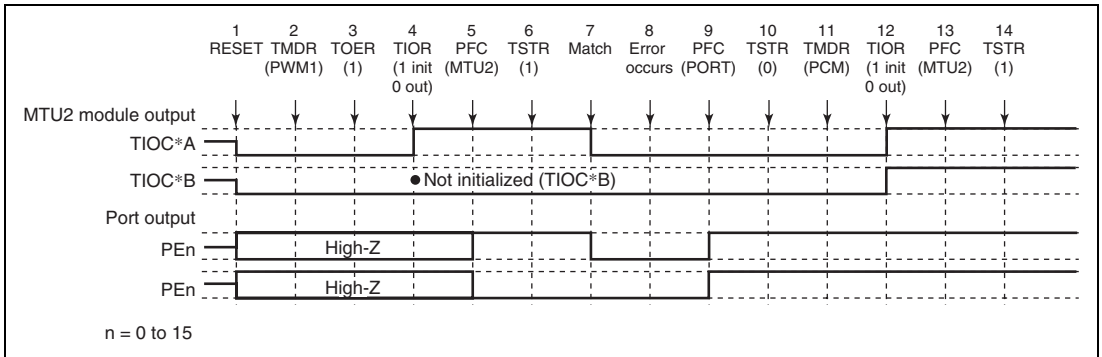 1 2 3 4 5 6 7 8 9 10 11 12 13 14
RESET TMDR TOER TIOR PFC TSTR Match Error PFC TSTR TMDR TIOR PFC TSTR
(PWM1) (1) (1 init (MTU2) (1) occurs (PORT) (0) (PCM) (1 init (MTU2) (1)
0 out) 0 out)
MTU2 module output
TIOC*A
TIOC*B ●Not initialized (TIOC*B)
Port output
PEn High-Z
PEn High-Z
n = 0 to 15